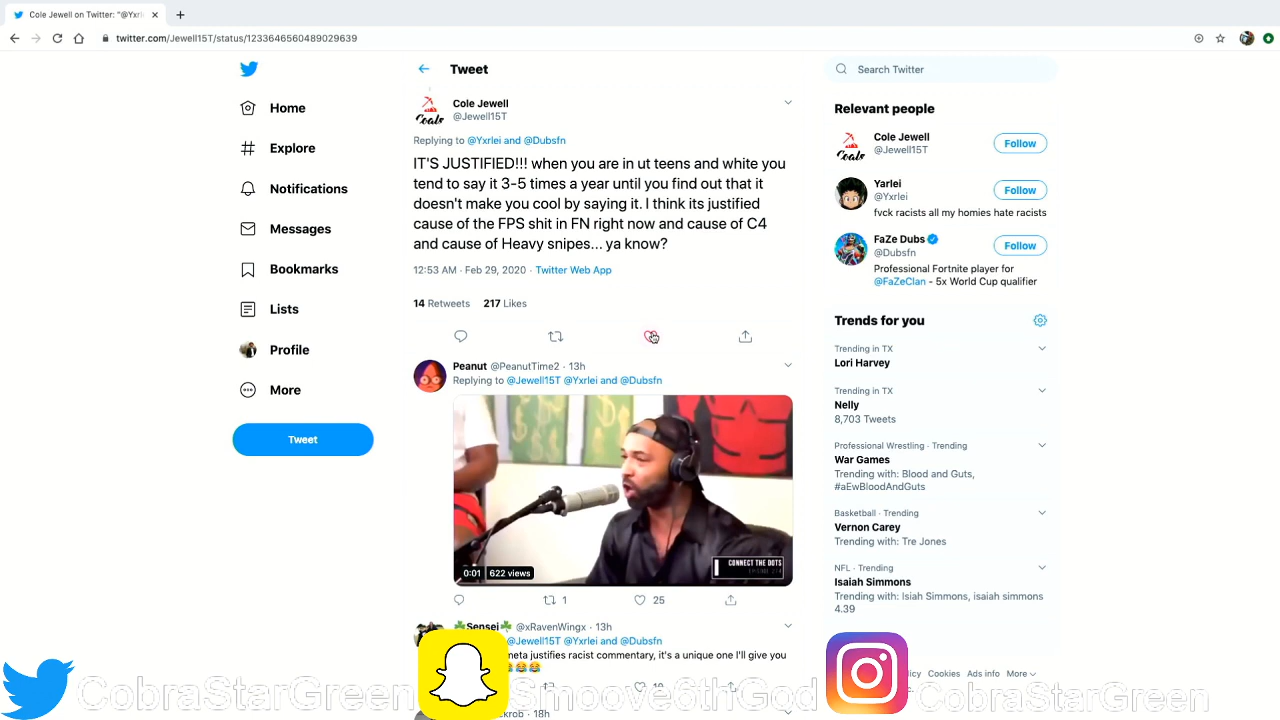 Cole Jewell on Twitter: "@Yxrl
twitter.com/Jewell15T/status/1233646560489029639
Home
Explore
Notifications
Messages
Bookmarks
Lists
Profile
More
Tweet
Tweet
Cole Jewell
@Jewell15T
Replying to @Yxrlei and @Dubsfn
IT'S JUSTIFIED!!! when you are in ut teens and white you
tend to say it 3-5 times a year until you find out that it
doesn't make you cool by saying it. I think its justified
cause of the FPS shit in FN right now and cause of C4
and cause of Heavy snipes... ya know?
12:53 AM · Feb 29, 2020 · Twitter Web App
14 Retweets 217 Likes
Peanut @PeanutTime2 · 13h
Replying to @Jewell15T @Yxrlei and @Dubsfn
CONNECT THE DOTS
0:01 622 views
1 25
Sensei @xRavenWingx · 13h
@Jewell15T @Yxrlei and @Dubsfn
meta justifies racist commentary, it's a unique one I'll give you
krob · 18h
Search Twitter
Relevant people
Cole Jewell
@Jewell15T
Follow
Yarlei
@Yxrlei
Follow
fvck racists all my homies hate racists
FaZe Dubs
@Dubsfn
Follow
Professional Fortnite player for
@FaZeClan - 5x World Cup qualifier
Trends for you
Trending in TX
Lori Harvey
Trending in TX
Nelly
8,703 Tweets
Professional Wrestling · Trending
War Games
Trending with: Blood and Guts,
#aEwBloodAndGuts
Basketball · Trending
Vernon Carey
Trending with: Tre Jones
NFL · Trending
Isaiah Simmons
Trending with: Isiah Simmons, isaiah simmons
4.39
Cookies Ads info More
CobraStarGreen Smoove6thGod CobraStarGreen